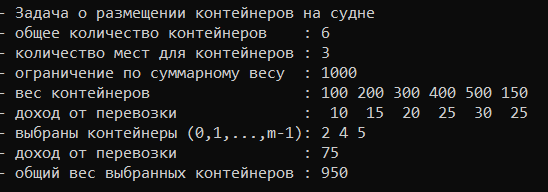 - Задача о размещении контейнеров на судне
- общее количество контейнеров    : 6
- количество мест для контейнеров : 3
- ограничение по суммарному весу  : 1000
- вес контейнеров                 : 100 200 300 400 500 150
- доход от перевозки              :  10  15  20  25  30  25
- выбраны контейнеры (0,1,...,m-1): 2 4 5
- доход от перевозки              : 75
- общий вес выбранных контейнеров : 950